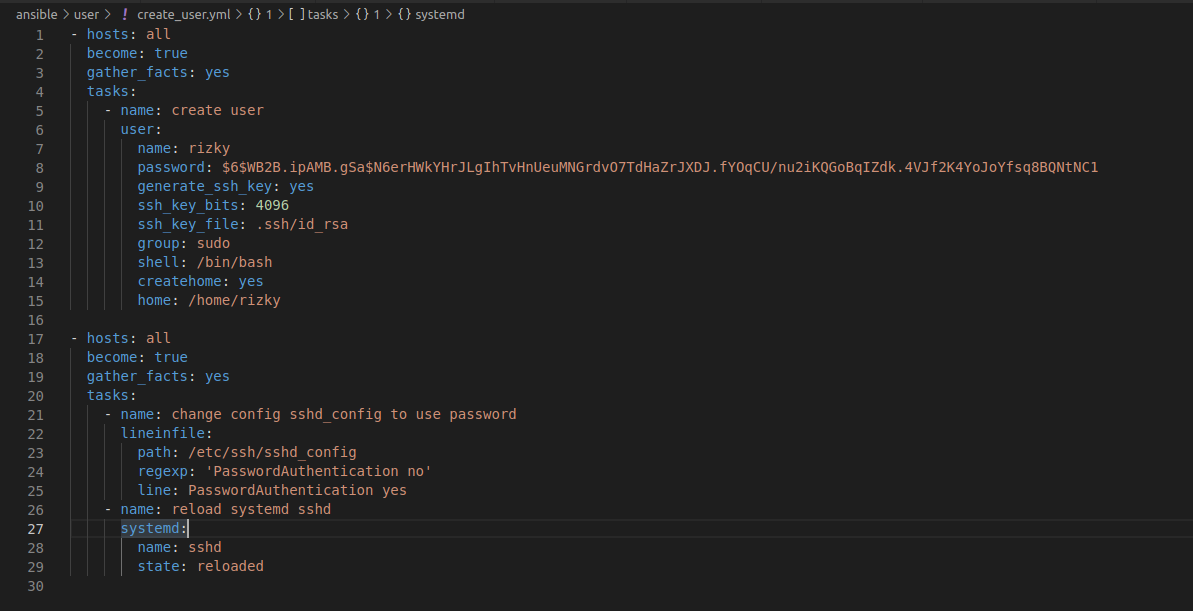 ansible > user > ! create_user.yml > {} 1 > [ ] tasks > {} 1 > {} systemd
1 - hosts: all
2 become: true
3 gather_facts: yes
4 tasks:
5 - name: create user
6 user:
7 name: rizky
8 password: $6$WB2B.ipAMB.gSa$N6erHWkYHrJLgIhTvHnUeuMNGrdvO7TdHaZrJXDJ.fYOqCU/nu2iKQGoBqIZdk.4VJf2K4YoJoYfsq8BQNtNC1
9 generate_ssh_key: yes
10 ssh_key_bits: 4096
11 ssh_key_file: .ssh/id_rsa
12 group: sudo
13 shell: /bin/bash
14 createhome: yes
15 home: /home/rizky
16
17 - hosts: all
18 become: true
19 gather_facts: yes
20 tasks:
21 - name: change config sshd_config to use password
22 lineinfile:
23 path: /etc/ssh/sshd_config
24 regexp: 'PasswordAuthentication no'
25 line: PasswordAuthentication yes
26 - name: reload systemd sshd
27 systemd:
28 name: sshd
29 state: reloaded
30